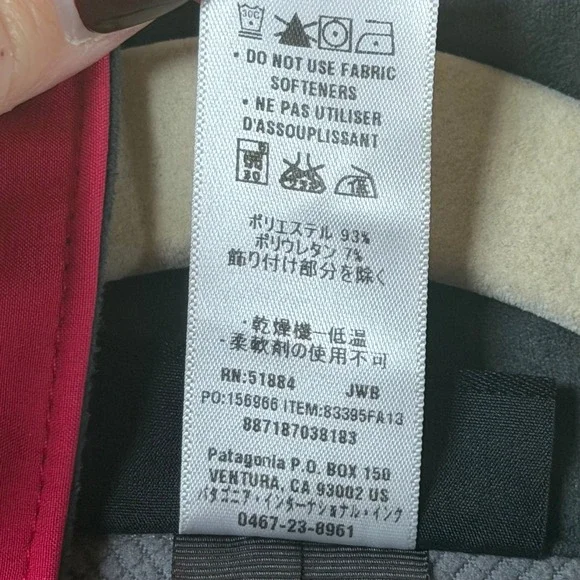 30C
• DO NOT USE FABRIC
SOFTENERS
• NE PAS UTILISER
D'ASSOUPLISSANT
30
低
ポリエステル 93%
ポリウレタン 7%
飾り付け部分を除く
・乾燥機一低温
・柔軟剤の使用不可
RN:51884 JWB
PO:156966 ITEM:83395FA13
887187038183
Patagonia P.O. BOX 150
VENTURA, CA 93002 US
パタゴニア・インターナショナル・インク
0467-23-8961